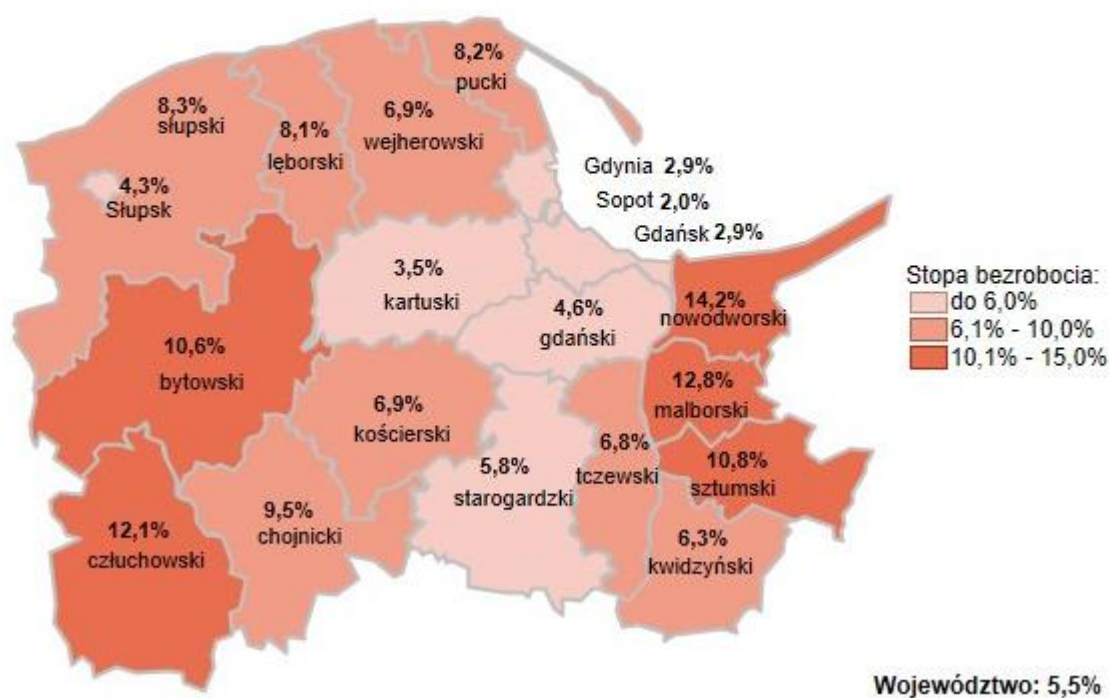 8,2%
pucki
8,3%
słupski
6,9%
wejherowski
8,1%
lęborski
Gdynia 2,9%
Sopot 2,0%
Gdańsk 2,9%
4,3%
Słupsk
3,5%
kartuski
4,6%
gdański
14,2%
nowodworski
Stopa bezrobocia:
do 6,0%
6,1% - 10,0%
10,1% - 15,0%
10,6%
bytowski
12,8%
malborski
6,9%
kościerski
6,8%
tczewski
5,8%
starogardzki
10,8%
sztumski
12,1%
człuchowski
9,5%
chojnicki
6,3%
kwidzyński
Województwo: 5,5%